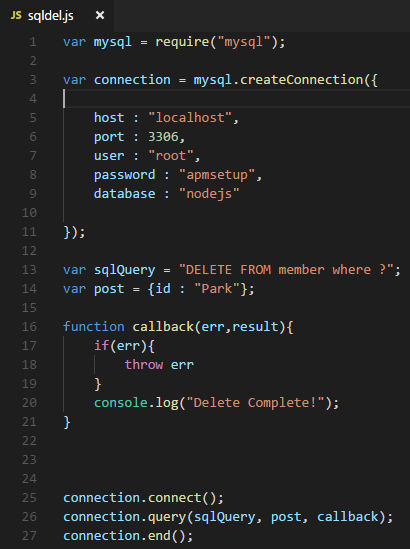 JS sqldel.js ×
1 var mysql = require("mysql");
2
3 var connection = mysql.createConnection({
4
5 host : "localhost",
6 port : 3306,
7 user : "root",
8 password : "apmsetup",
9 database : "nodejs"
10
11 });
12
13 var sqlQuery = "DELETE FROM member where ?";
14 var post = {id : "Park"};
15
16 function callback(err,result){
17 if(err){
18 throw err
19 }
20 console.log("Delete Complete!");
21 }
22
23
24
25 connection.connect();
26 connection.query(sqlQuery, post, callback);
27 connection.end();